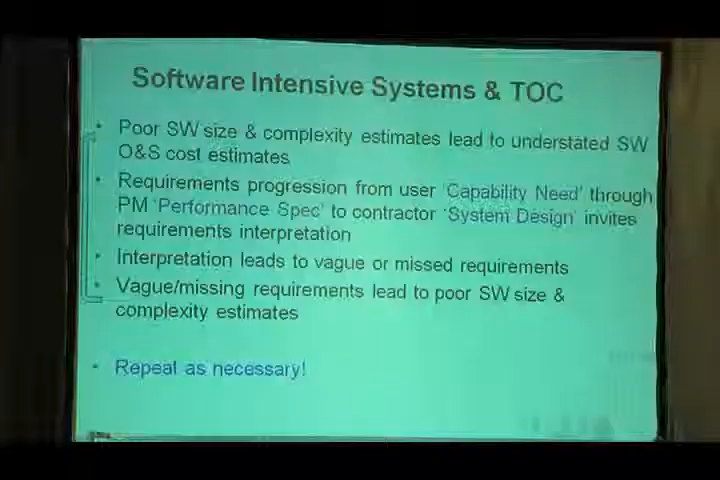 Software Intensive Systems & TOC
• Poor SW size & complexity estimates lead to understated SW
O&S cost estimates
• Requirements progression from user 'Capability Need' through
PM 'Performance Spec' to contractor 'System Design' invites
requirements interpretation
• Interpretation leads to vague or missed requirements
• Vague/missing requirements lead to poor SW size &
complexity estimates
• Repeat as necessary!